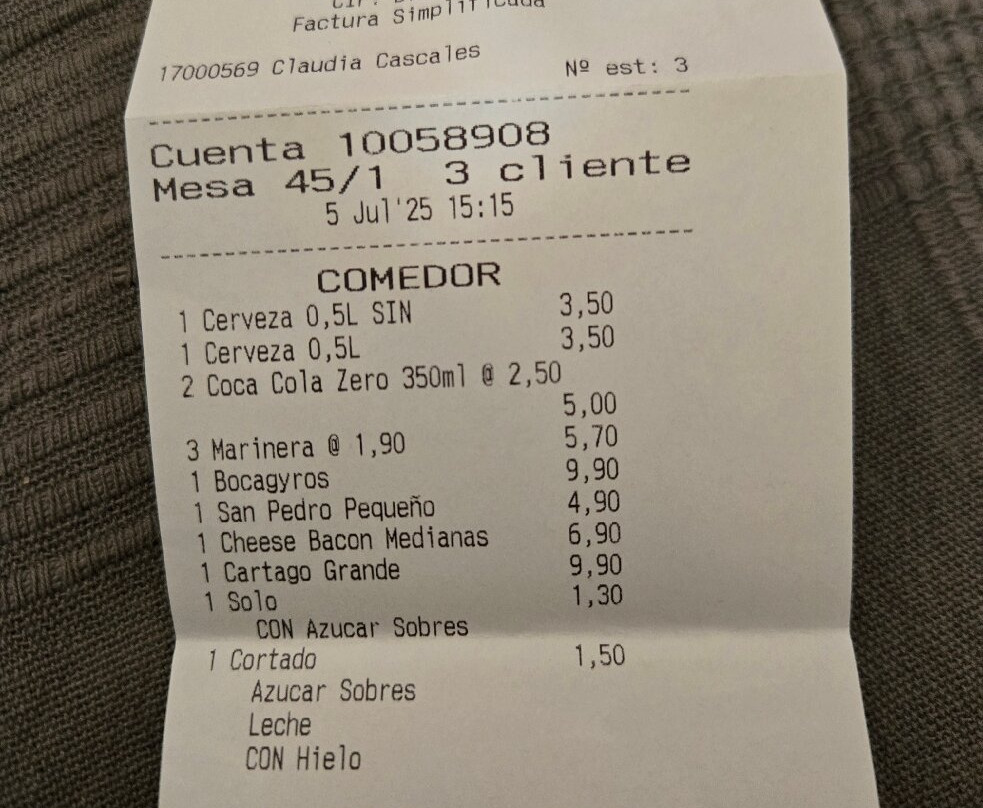 Factura Simplificada
17000569 Claudia Cascales
Nº est: 3
Cuenta 10058908
Mesa 45/1 3 cliente
5 Jul'25 15:15
COMEDOR
1 Cerveza 0,5L SIN 3,50
1 Cerveza 0,5L 3,50
2 Coca Cola Zero 350ml @ 2,50
5,00
3 Marinera @ 1,90 5,70
1 Bocagyros 9,90
1 San Pedro Pequeño 4,90
1 Cheese Bacon Medianas 6,90
1 Cartago Grande 9,90
1 Solo 1,30
CON Azucar Sobres
1 Cortado 1,50
Azucar Sobres
Leche
CON Hielo